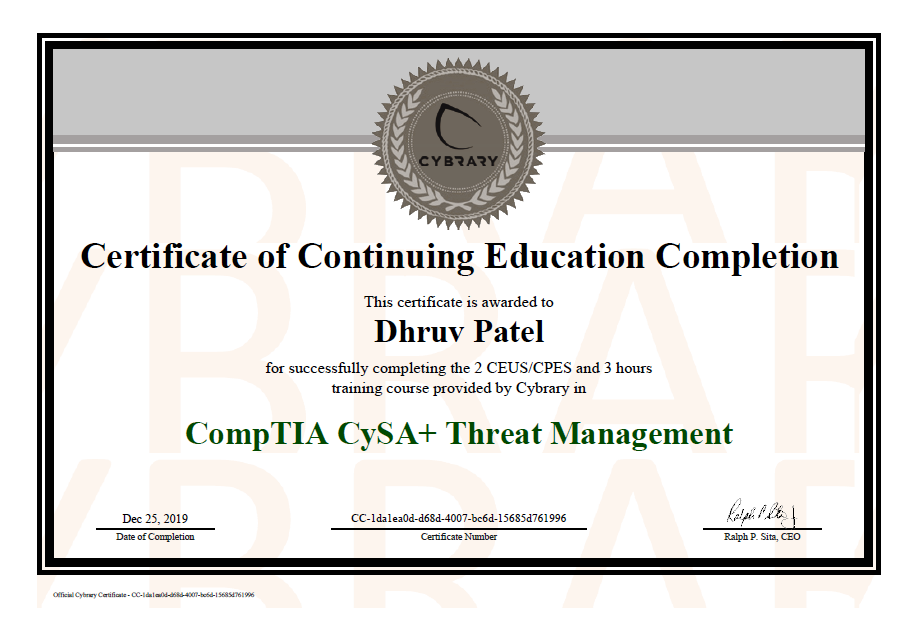 CYBRARY
Certificate of Continuing Education Completion
This certificate is awarded to
Dhruv Patel
for successfully completing the 2 CEUS/CPES and 3 hours
training course provided by Cybrary in
CompTIA CySA+ Threat Management
Dec 25, 2019
Date of Completion
CC-1da1ea0d-d68d-4007-bc6d-15685d761996
Certificate Number
Ralph P. Sita
Ralph P. Sita, CEO
Official Cybrary Certificate - CC-1da1ea0d-d68d-4007-bc6d-15685d761996